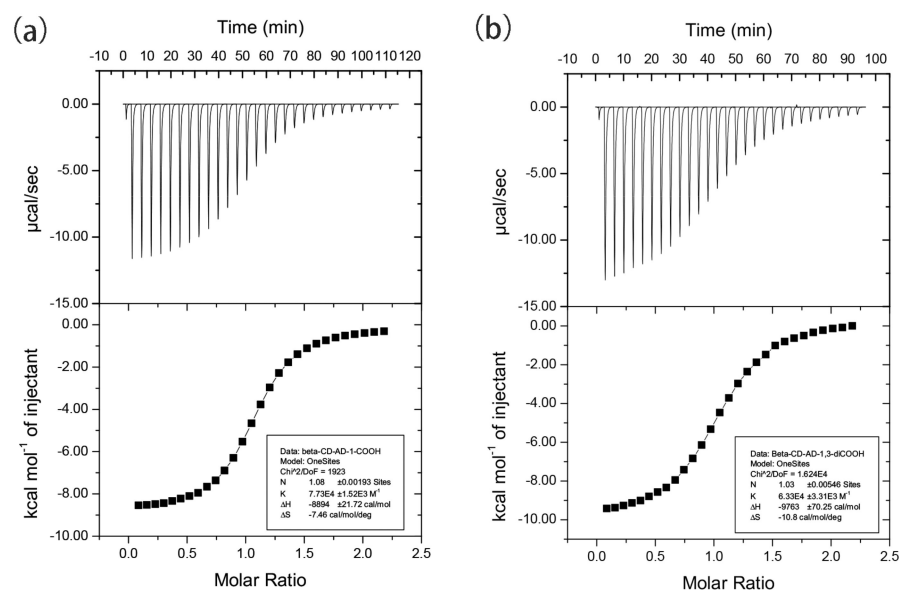 (a)
Time (min)
-10 0 10 20 30 40 50 60 70 80 90 100 110 120
0.00
-5.00
-10.00
-15.00
µcal/sec
0.00
-2.00
-4.00
-6.00
-8.00
-10.00
kcal mol⁻¹ of injectant
Data: beta-CD-AD-1-COOH
Model: OneSites
Chi^2/DoF = 1923
N 1.08 ±0.00193 Sites
K 7.73E4 ±1.52E3 M⁻¹
ΔH -8894 ±21.72 cal/mol
ΔS -7.46 cal/mol/deg
0.0 0.5 1.0 1.5 2.0 2.5
Molar Ratio
(b)
Time (min)
-10 0 10 20 30 40 50 60 70 80 90 100
0.00
-5.00
-10.00
-15.00
µcal/sec
0.00
-2.00
-4.00
-6.00
-8.00
-10.00
kcal mol⁻¹ of injectant
Data: Beta-CD-AD-1,3-diCOOH
Model: OneSites
Chi^2/DoF = 1.624E4
N 1.03 ±0.00546 Sites
K 6.33E4 ±3.31E3 M⁻¹
ΔH -9763 ±70.25 cal/mol
ΔS -10.8 cal/mol/deg
0.0 0.5 1.0 1.5 2.0 2.5
Molar Ratio